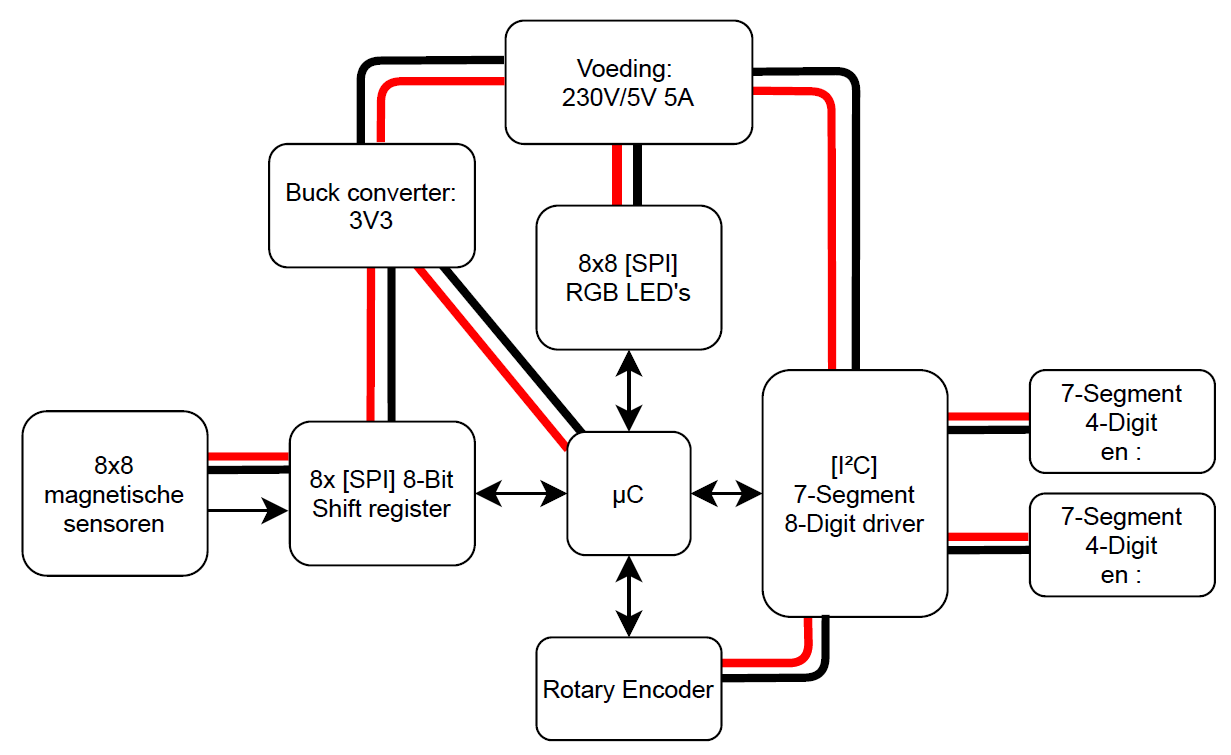 Voeding:
230V/5V 5A
Buck converter:
3V3
8x8 [SPI]
RGB LED's
8x8
magnetische
sensoren
8x [SPI] 8-Bit
Shift register
µC
[I²C]
7-Segment
8-Digit driver
7-Segment
4-Digit
en :
7-Segment
4-Digit
en :
Rotary Encoder